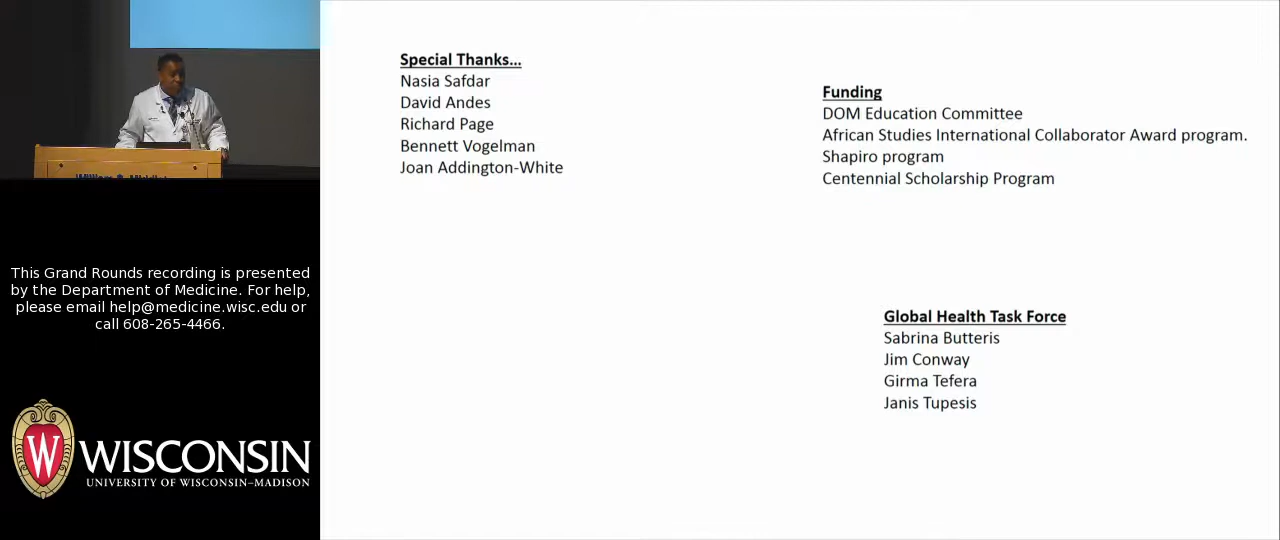 Special Thanks...
Nasia Safdar
David Andes
Richard Page
Bennett Vogelman
Joan Addington-White
Funding
DOM Education Committee
African Studies International Collaborator Award program.
Shapiro program
Centennial Scholarship Program
Global Health Task Force
Sabrina Butteris
Jim Conway
Girma Tefera
Janis Tupesis
This Grand Rounds recording is presented
by the Department of Medicine. For help,
please email help@medicine.wisc.edu or
call 608-265-4466.
W
WISCONSIN
UNIVERSITY OF WISCONSIN–MADISON